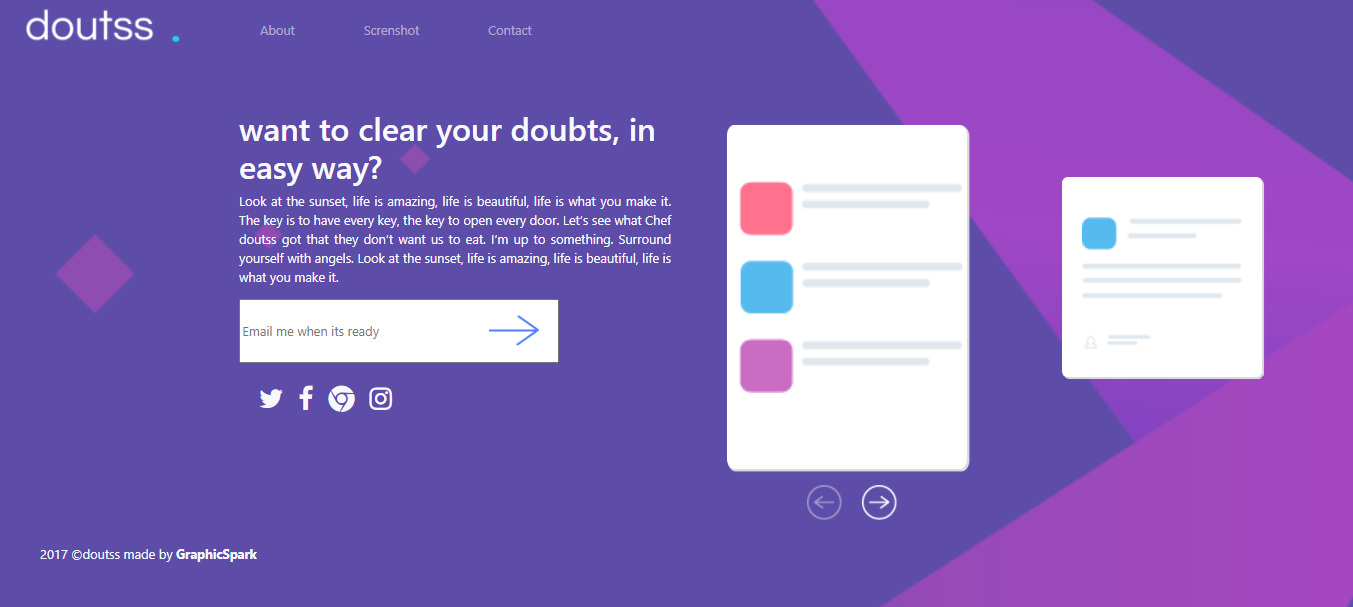 doutss .
About
Screnshot
Contact
want to clear your doubts, in
easy way?
Look at the sunset, life is amazing, life is beautiful, life is what you make it.
The key is to have every key, the key to open every door. Let's see what Chef
doutss got that they don't want us to eat. I'm up to something. Surround
yourself with angels. Look at the sunset, life is amazing, life is beautiful, life is
what you make it.
Email me when its ready
2017 ©doutss made by GraphicSpark